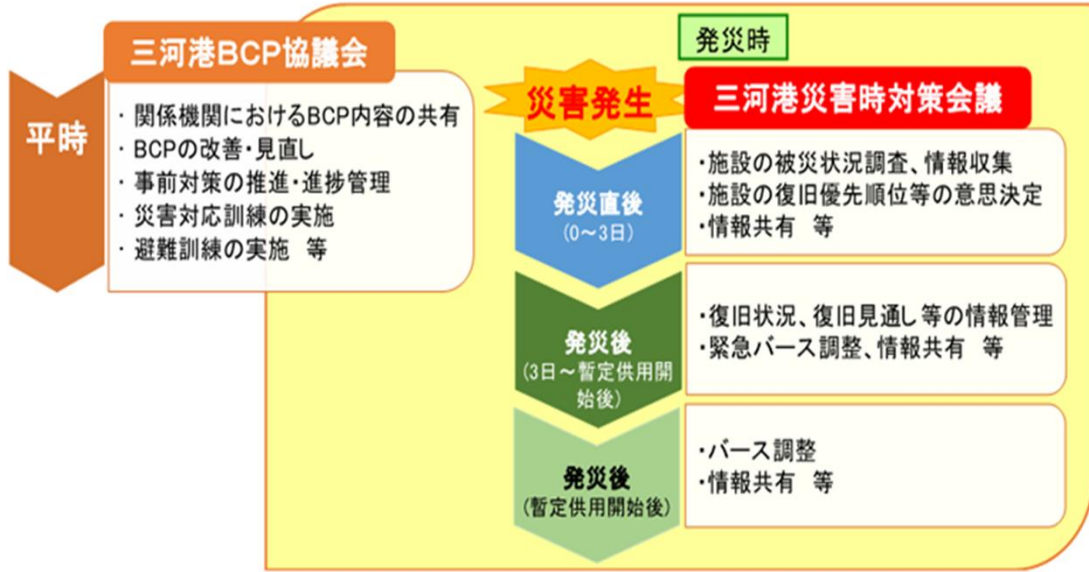 三河港BCP協議会
平時
・関係機関におけるBCP内容の共有
・BCPの改善・見直し
・事前対策の推進・進捗管理
・災害対応訓練の実施
・避難訓練の実施 等
発災時
災害発生
三河港災害時対策会議
発災直後
(0～3日)
・施設の被災状況調査、情報収集
・施設の復旧優先順位等の意思決定
・情報共有 等
発災後
(3日～暫定供用開
始後)
・復旧状況、復旧見通し等の情報管理
・緊急バース調整、情報共有 等
発災後
(暫定供用開始後)
・バース調整
・情報共有 等